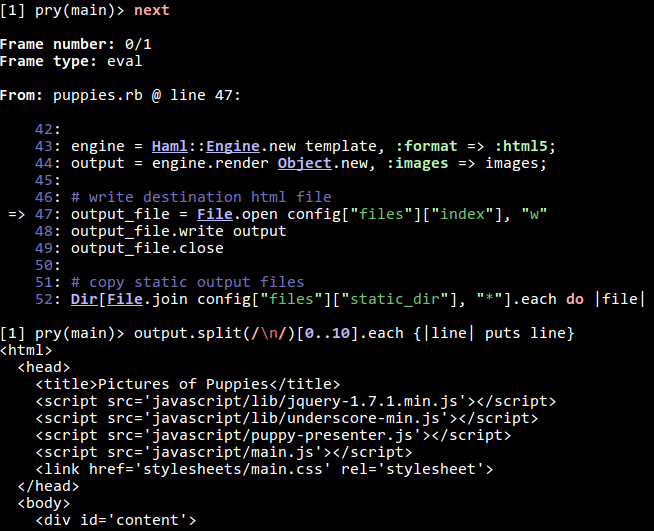 [1] pry(main)> next
Frame number: 0/1
Frame type: eval
From: puppies.rb @ line 47:
    42:
    43: engine = Haml::Engine.new template, :format => :html5;
    44: output = engine.render Object.new, :images => images;
    45:
    46: # write destination html file
 => 47: output_file = File.open config["files"]["index"], "w"
    48: output_file.write output
    49: output_file.close
    50:
    51: # copy static output files
    52: Dir[File.join config["files"]["static_dir"], "*"].each do |file|
[1] pry(main)> output.split(/\n/)[0..10].each {|line| puts line}
<html>
  <head>
    <title>Pictures of Puppies</title>
    <script src='javascript/lib/jquery-1.7.1.min.js'></script>
    <script src='javascript/lib/underscore-min.js'></script>
    <script src='javascript/puppy-presenter.js'></script>
    <script src='javascript/main.js'></script>
    <link href='stylesheets/main.css' rel='stylesheet'>
  </head>
  <body>
    <div id='content'>